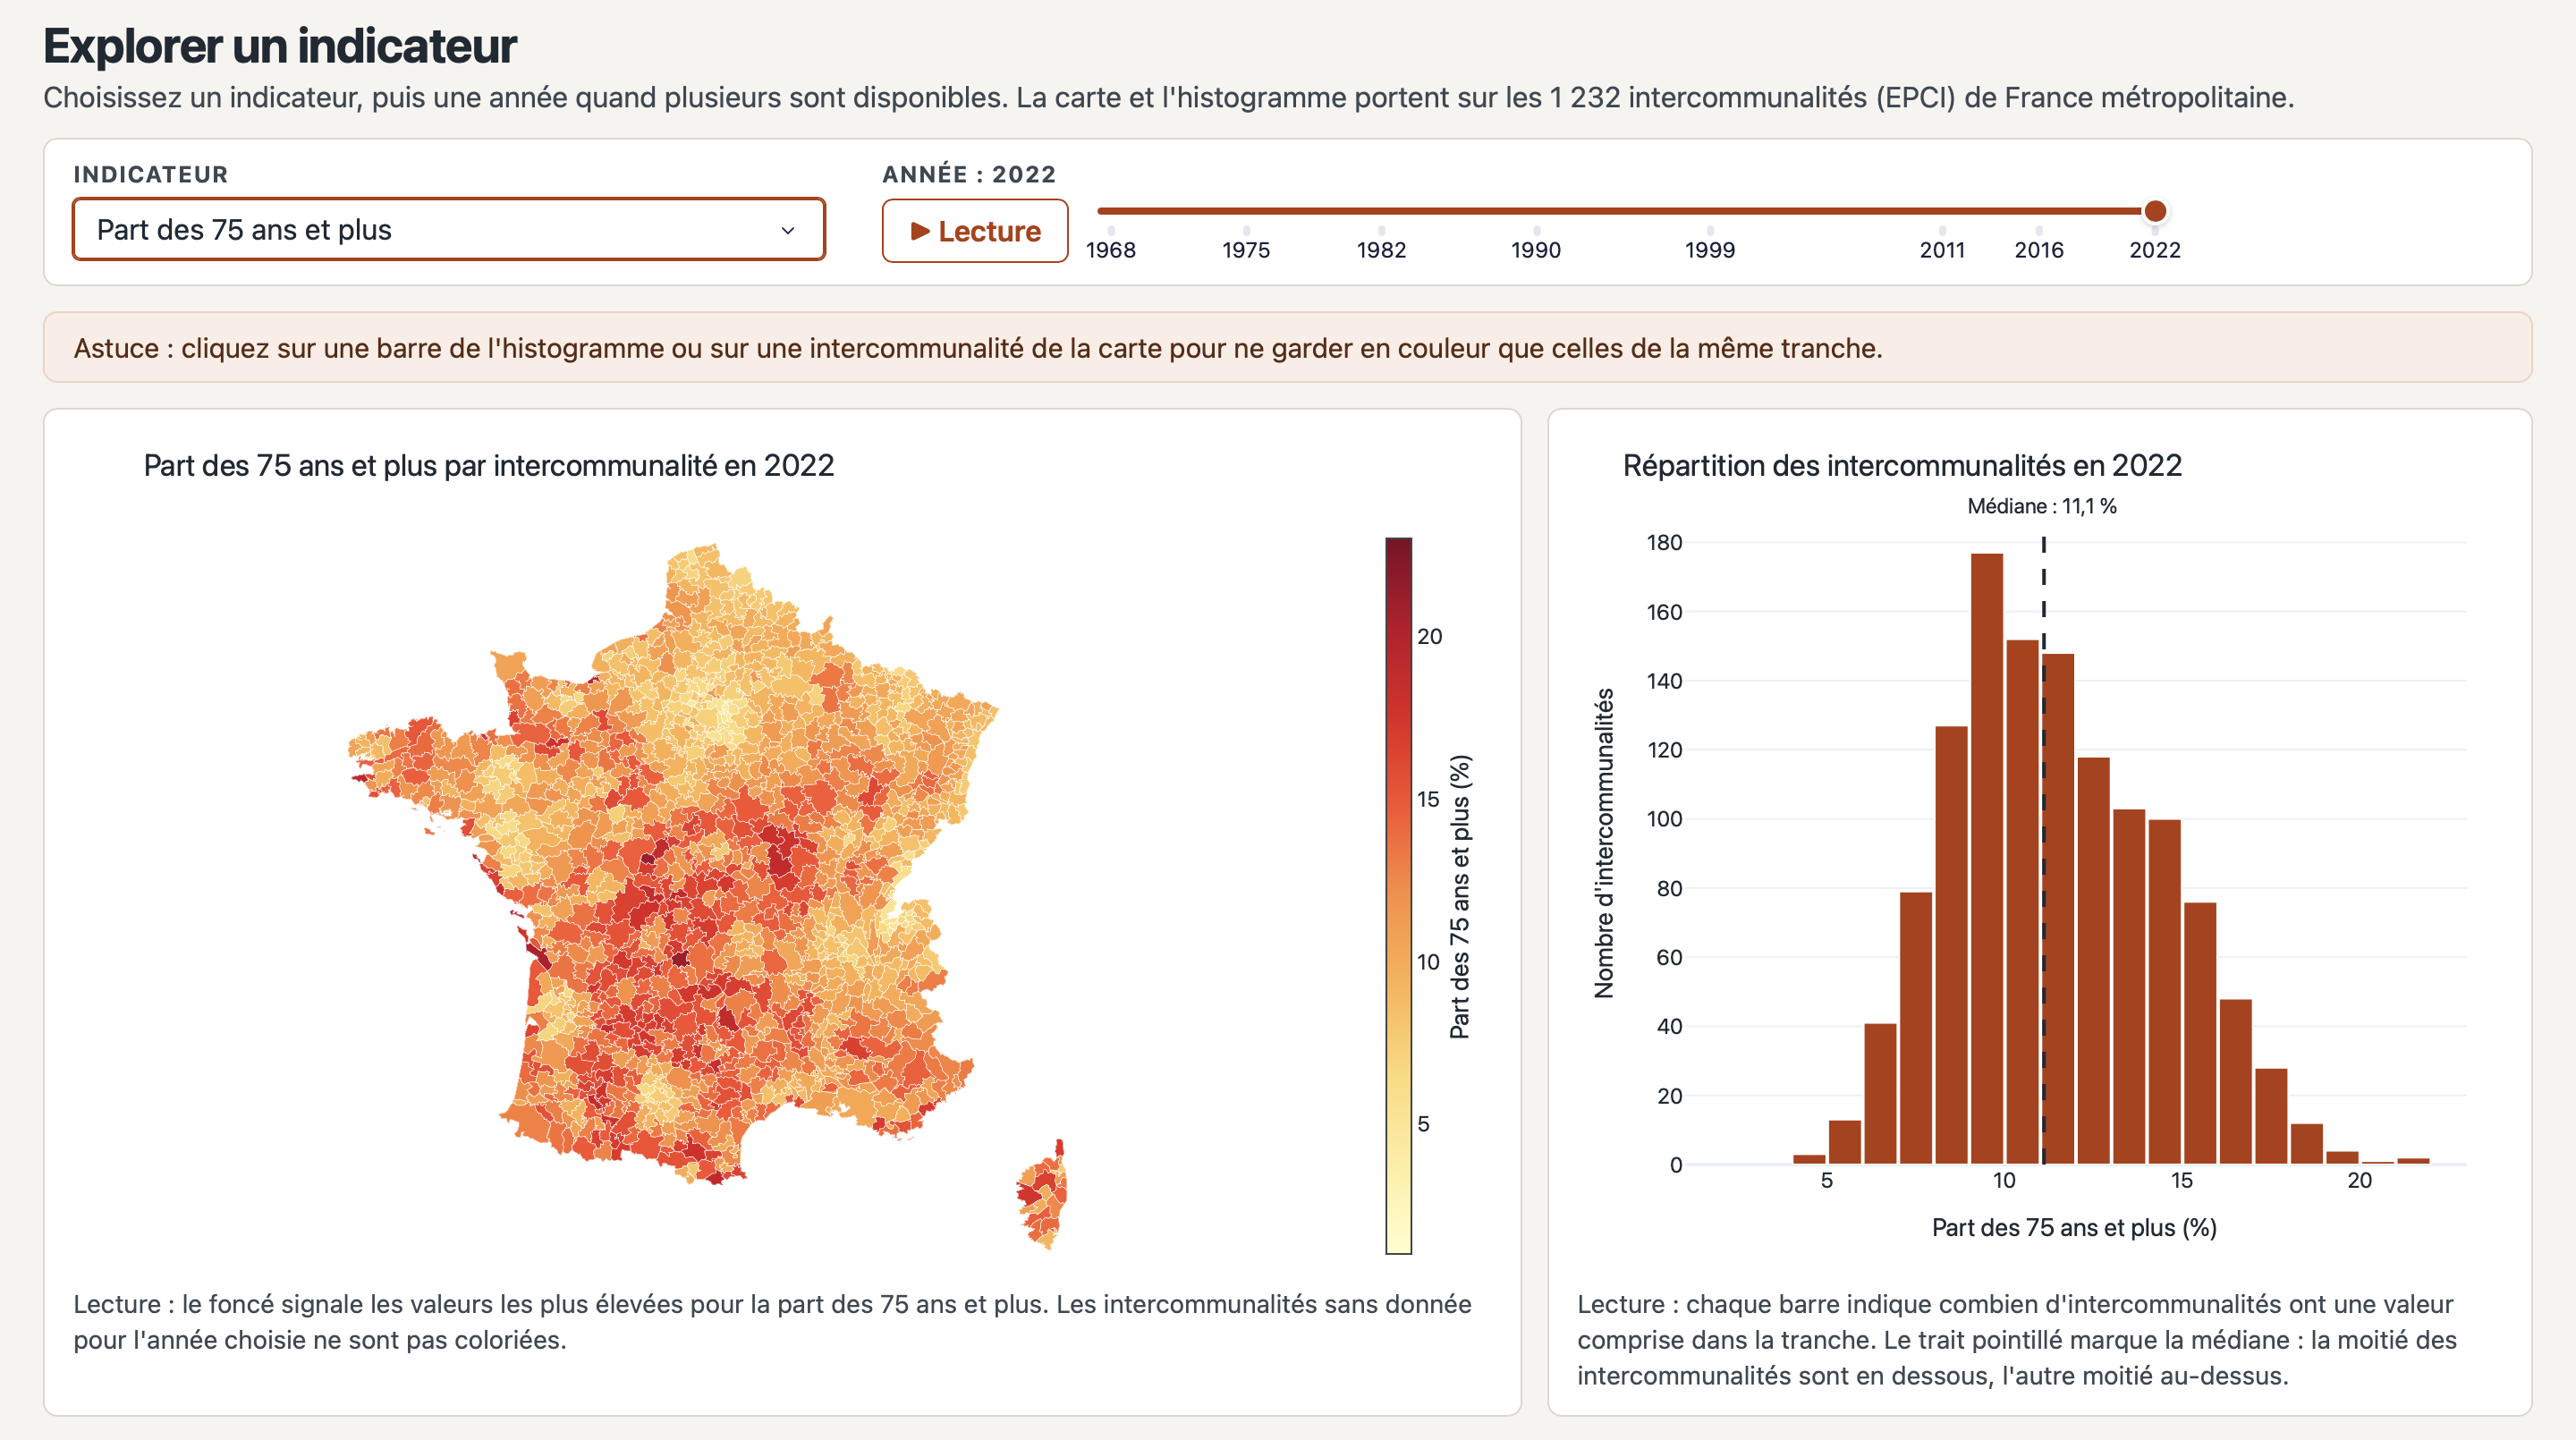 Explorer un indicateur
Choisissez un indicateur, puis une année quand plusieurs sont disponibles. La carte et l'histogramme portent sur les 1 232 intercommunalités (EPCI) de France métropolitaine.
INDICATEUR
Part des 75 ans et plus
ANNÉE : 2022
Lecture
1968
1975
1982
1990
1999
2011
2016
2022
Astuce : cliquez sur une barre de l'histogramme ou sur une intercommunalité de la carte pour ne garder en couleur que celles de la même tranche.
Part des 75 ans et plus par intercommunalité en 2022
20
15
10
5
Part des 75 ans et plus (%)
Lecture : le foncé signale les valeurs les plus élevées pour la part des 75 ans et plus. Les intercommunalités sans donnée
pour l'année choisie ne sont pas coloriées.
Répartition des intercommunalités en 2022
Médiane : 11,1 %
180
160
140
120
100
80
60
40
20
0
Nombre d'intercommunalités
5
10
15
20
Part des 75 ans et plus (%)
Lecture : chaque barre indique combien d'intercommunalités ont une valeur
comprise dans la tranche. Le trait pointillé marque la médiane : la moitié des
intercommunalités sont en dessous, l'autre moitié au-dessus.